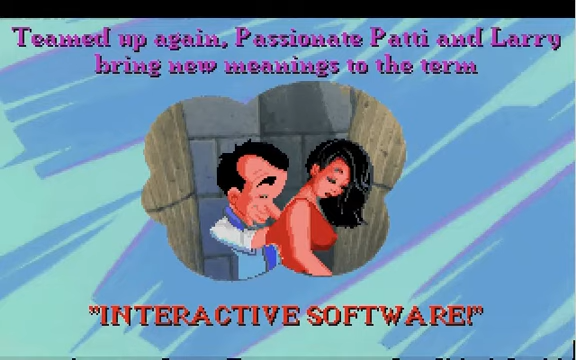 Teamed up again, Passionate Patti and Larry
bring new meanings to the term
"INTERACTIVE SOFTWARE!"